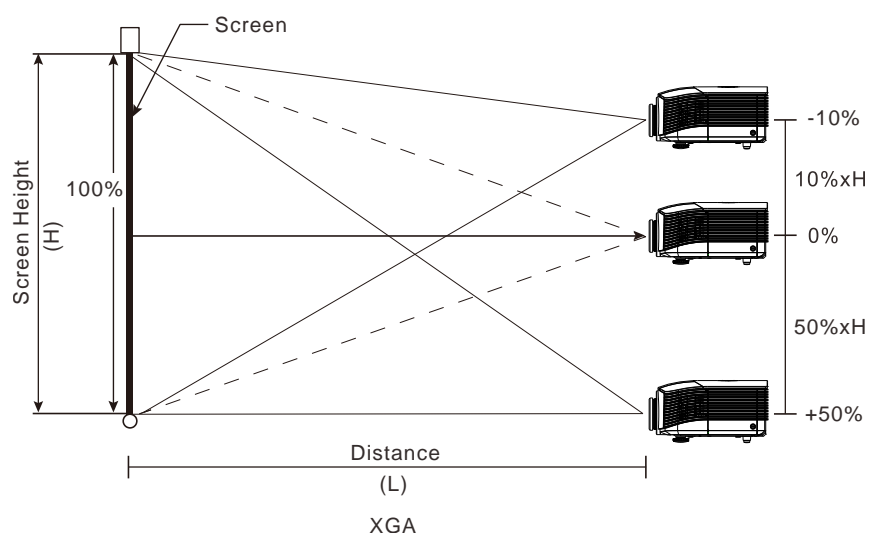 Screen
-10%
10%xH
100%
Screen Height
(H)
0%
50%xH
+50%
Distance
(L)
XGA